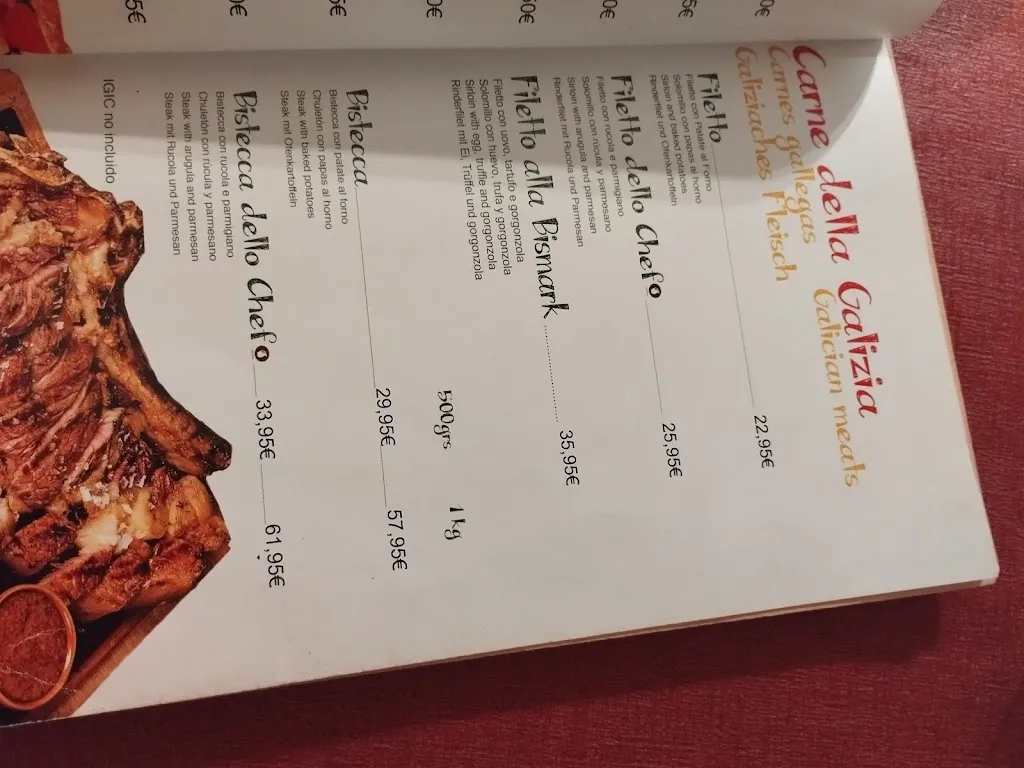 Carne della Galizia
Carnes gallegas Galician meats
Galiziaches Fleisch
Filetto 22,95€
Filetto con Patate al Forno
Solomillo con papas al horno
Sirloin and baked potatoes
Rinderfilet und Ofenkartoffeln
Filetto dello Chef 25,95€
Filetto con rucola e parmigiano
Solomillo con rúcula y parmesano
Sirloin with arugula and parmesan
Rinderfilet mit Rucola und Parmesan
Filetto alla Bismark 35,95€
Filetto con uovo, tartufo e gorgonzola
Solomillo con huevo, trufa y gorgonzola
Sirloin with egg, truffle and gorgonzola
Rinderfilet mit Ei, Trüffel und gorgonzola
500grs 1 kg
Bistecca 29,95€ 57,95€
Bistecca con patate al forno
Chuletón con papas al horno
Steak with baked potatoes
Steak mit Ofenkartoffeln
Bistecca dello Chef 33,95€ 61,95€
Bistecca con rucola e parmigiano
Chuletón con rúcula y parmesano
Steak with arugula and parmesan
Steak mit Rucola und Parmesan
IGIC no incluído